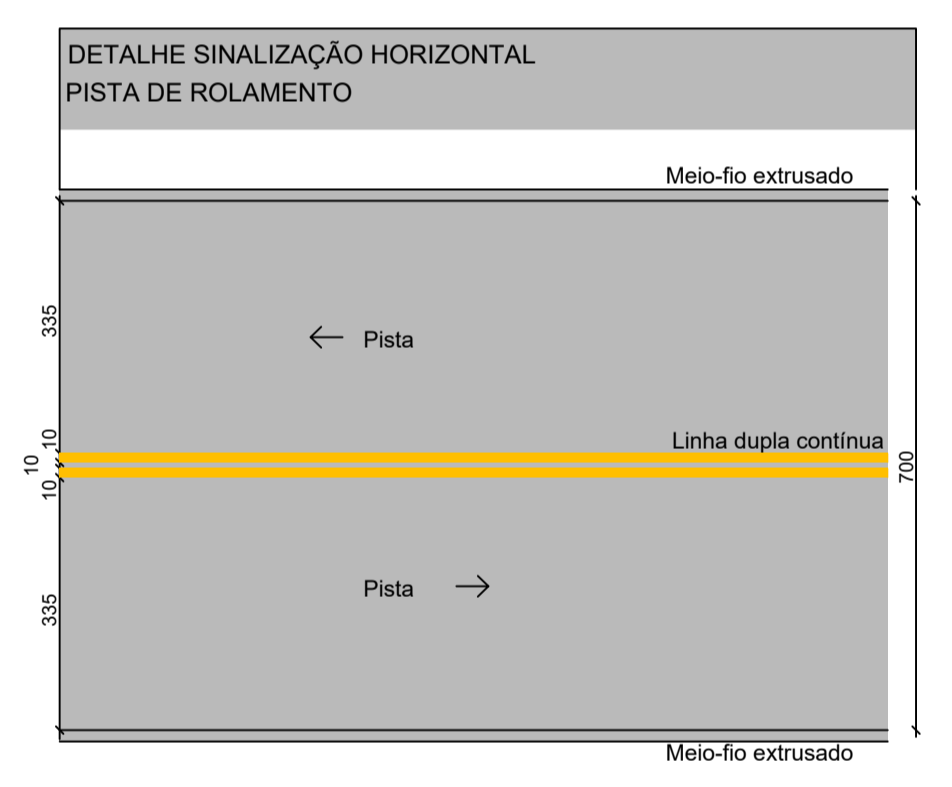 DETALHE SINALIZAÇÃO HORIZONTAL
PISTA DE ROLAMENTO
Meio-fio extrusado
335
Pista
Linha dupla contínua
10
10
10
700
Pista
335
Meio-fio extrusado